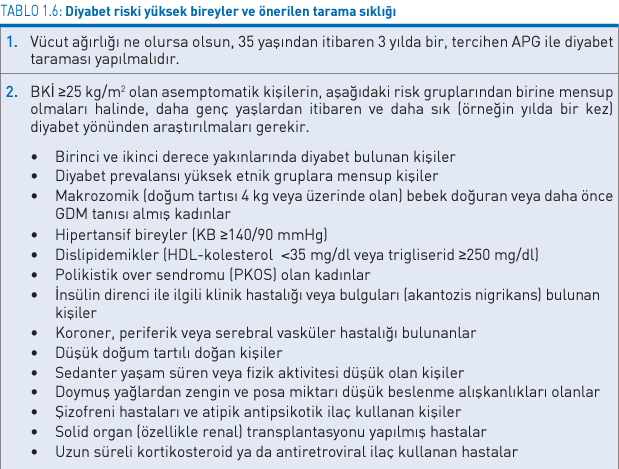 TABLO 1.6: Diyabet riski yüksek bireyler ve önerilen tarama sıklığı
1. Vücut ağırlığı ne olursa olsun, 35 yaşından itibaren 3 yılda bir, tercihen APG ile diyabet
taraması yapılmalıdır.
2. BKİ ≥25 kg/m² olan asemptomatik kişilerin, aşağıdaki risk gruplarından birine mensup
olmaları halinde, daha genç yaşlardan itibaren ve daha sık (örneğin yılda bir kez)
diyabet yönünden araştırılmaları gerekir.
• Birinci ve ikinci derece yakınlarında diyabet bulunan kişiler
• Diyabet prevalansı yüksek etnik gruplara mensup kişiler
• Makrozomik (doğum tartısı 4 kg veya üzerinde olan) bebek doğuran veya daha önce
GDM tanısı almış kadınlar
• Hipertansif bireyler (KB ≥140/90 mmHg)
• Dislipidemikler (HDL-kolesterol <35 mg/dl veya trigliserid ≥250 mg/dl)
• Polikistik over sendromu (PKOS) olan kadınlar
• İnsülin direnci ile ilgili klinik hastalığı veya bulguları (akantozis nigrikans) bulunan
kişiler
• Koroner, periferik veya serebral vasküler hastalığı bulunanlar
• Düşük doğum tartılı doğan kişiler
• Sedanter yaşam süren veya fizik aktivitesi düşük olan kişiler
• Doymuş yağlardan zengin ve posa miktarı düşük beslenme alışkanlıkları olanlar
• Şizofreni hastaları ve atipik antipsikotik ilaç kullanan kişiler
• Solid organ (özellikle renal) transplantasyonu yapılmış hastalar
• Uzun süreli kortikosteroid ya da antiretroviral ilaç kullanan hastalar